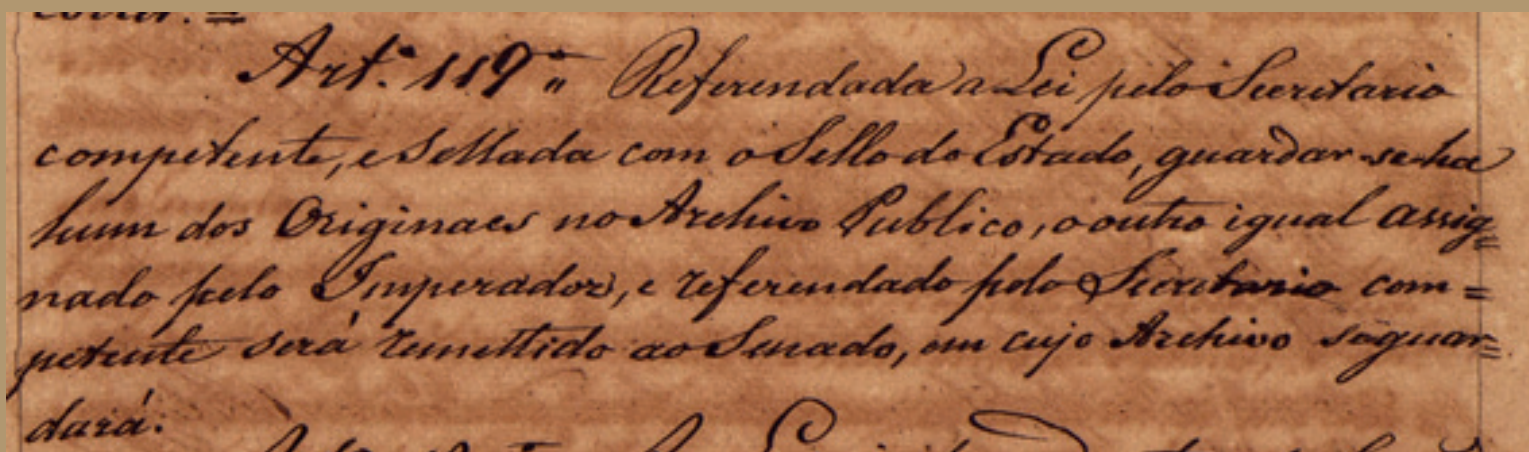 Art.º 119 " Referendada a Lei pelo Secretario
competente, e Sellada com o Sello do Estado, guardar-se-ha
hum dos Originaes no Archivo Publico, o outro igual assig=
nado pelo Imperador, e referendado pelo Secretario com=
petente será remettido ao Senado, em cujo Archivo se guar=
dará.